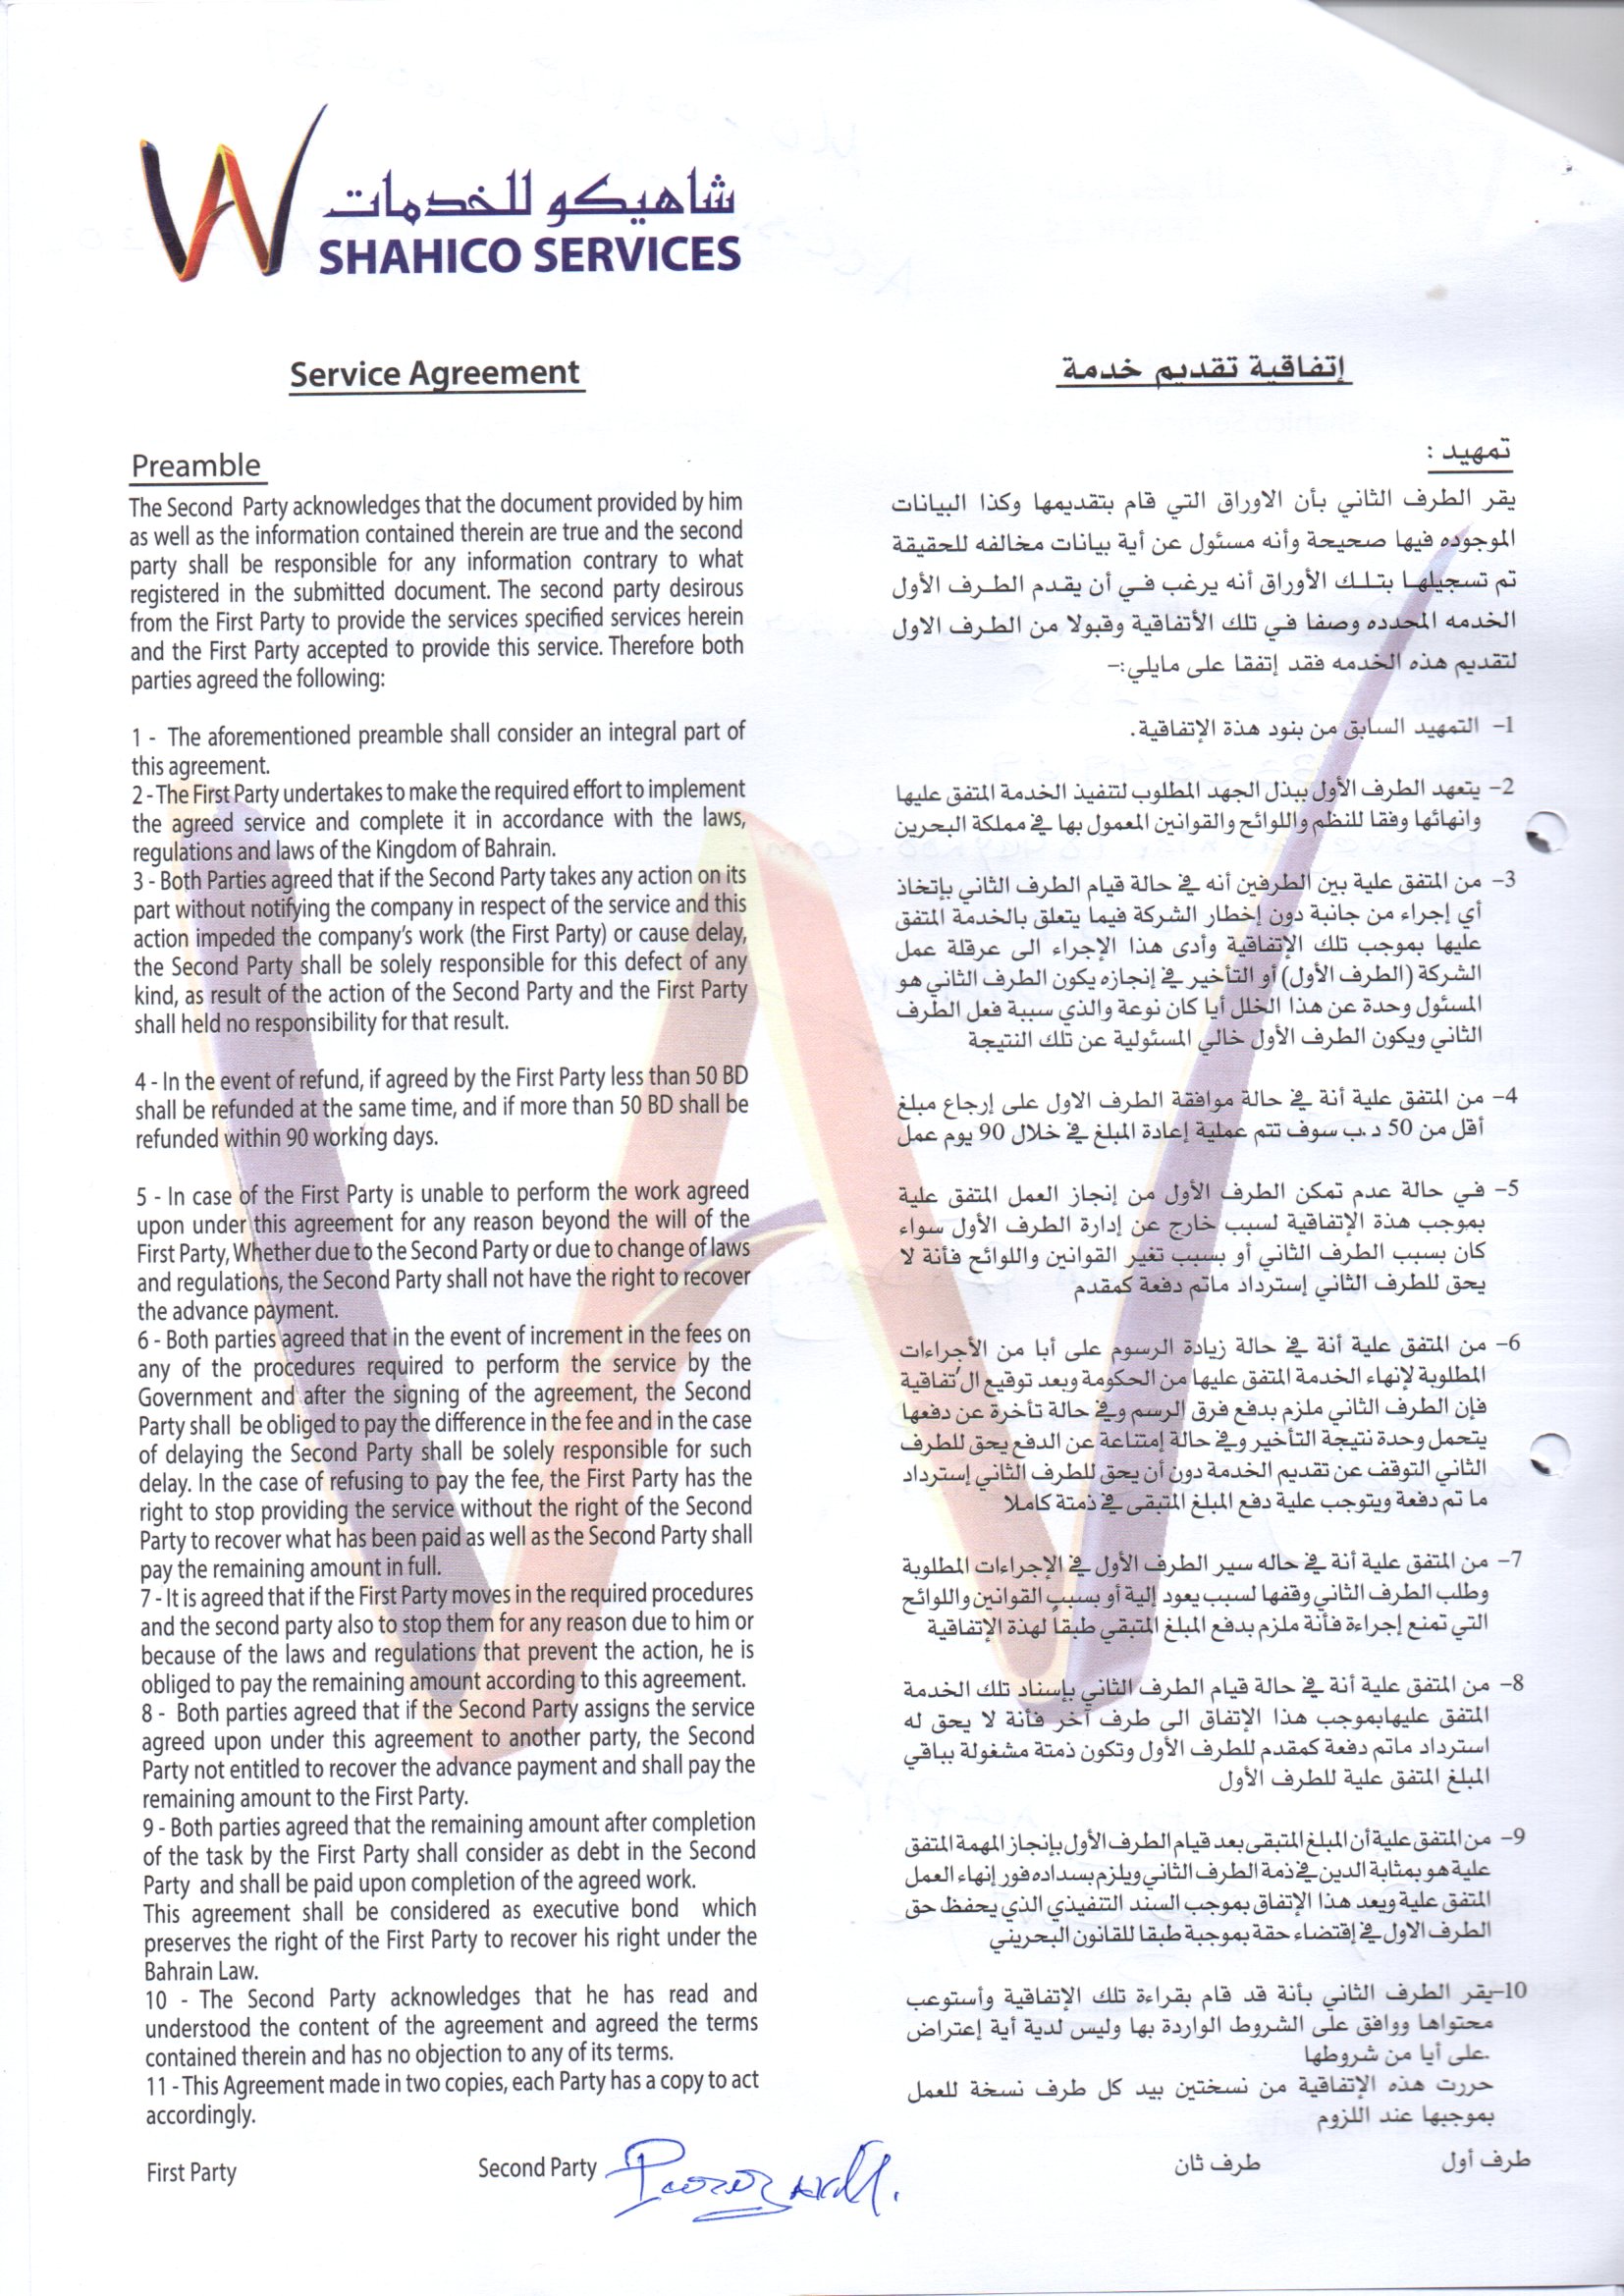 شاهيكو للخدمات
SHAHICO SERVICES
Service Agreement
Preamble
The Second Party acknowledges that the document provided by him
as well as the information contained therein are true and the second
party shall be responsible for any information contrary to what
registered in the submitted document. The second party desirous
from the First Party to provide the services specified services herein
and the First Party accepted to provide this service. Therefore both
parties agreed the following:
1 - The aforementioned preamble shall consider an integral part of
this agreement.
2 - The First Party undertakes to make the required effort to implement
the agreed service and complete it in accordance with the laws,
regulations and laws of the Kingdom of Bahrain.
3 - Both Parties agreed that if the Second Party takes any action on its
part without notifying the company in respect of the service and this
action impeded the company's work (the First Party) or cause delay,
the Second Party shall be solely responsible for this defect of any
kind, as result of the action of the Second Party and the First Party
shall held no responsibility for that result.
4 - In the event of refund, if agreed by the First Party less than 50 BD
shall be refunded at the same time, and if more than 50 BD shall be
refunded within 90 working days.
5 - In case of the First Party is unable to perform the work agreed
upon under this agreement for any reason beyond the will of the
First Party, Whether due to the Second Party or due to change of laws
and regulations, the Second Party shall not have the right to recover
the advance payment.
6 - Both parties agreed that in the event of increment in the fees on
any of the procedures required to perform the service by the
Government and after the signing of the agreement, the Second
Party shall be obliged to pay the difference in the fee and in the case
of delaying the Second Party shall be solely responsible for such
delay. In the case of refusing to pay the fee, the First Party has the
right to stop providing the service without the right of the Second
Party to recover what has been paid as well as the Second Party shall
pay the remaining amount in full.
7 - It is agreed that if the First Party moves in the required procedures
and the second party also to stop them for any reason due to him or
because of the laws and regulations that prevent the action, he is
obliged to pay the remaining amount according to this agreement.
8 - Both parties agreed that if the Second Party assigns the service
agreed upon under this agreement to another party, the Second
Party not entitled to recover the advance payment and shall pay the
remaining amount to the First Party.
9 - Both parties agreed that the remaining amount after completion
of the task by the First Party shall consider as debt in the Second
Party and shall be paid upon completion of the agreed work.
This agreement shall be considered as executive bond which
preserves the right of the First Party to recover his right under the
Bahrain Law.
10 - The Second Party acknowledges that he has read and
understood the content of the agreement and agreed the terms
contained therein and has no objection to any of its terms.
11 - This Agreement made in two copies, each Party has a copy to act
accordingly.
First Party
Second Party
إتفاقية تقديم خدمة
تمهيد :
يقر الطرف الثاني بأن الاوراق التي قام بتقديمها وكذا البيانات
الموجوده فيها صحيحة وأنه مسئول عن أية بيانات مخالفه للحقيقة
تم تسجيلها بتلك الأوراق أنه يرغب في أن يقدم الطرف الأول
الخدمه المحدده وصفا في تلك الأتفاقية وقبولا من الطرف الاول
لتقديم هذه الخدمه فقد إتفقا على مايلي:-
1- التمهيد السابق من بنود هذة الإتفاقية.
2- يتعهد الطرف الأول ببذل الجهد المطلوب لتنفيذ الخدمة المتفق عليها
وانهائها وفقا للنظم واللوائح والقوانين المعمول بها في مملكة البحرين
3- من المتفق علية بين الطرفين أنه في حالة قيام الطرف الثاني بإتخاذ
أي إجراء من جانبة دون إخطار الشركة فيما يتعلق بالخدمة المتفق
عليها بموجب تلك الإتفاقية وأدى هذا الإجراء الى عرقلة عمل
الشركة (الطرف الأول) أو التأخير في إنجازه يكون الطرف الثاني هو
المسئول وحدة عن هذا الخلل أيا كان نوعة والذي سببة فعل الطرف
الثاني ويكون الطرف الأول خالي المسئولية عن تلك النتيجة
4- من المتفق علية أنة في حالة موافقة الطرف الاول على إرجاع مبلغ
أقل من 50 د.ب سوف تتم عملية إعادة المبلغ في خلال 90 يوم عمل
5- في حالة عدم تمكن الطرف الأول من إنجاز العمل المتفق علية
بموجب هذة الإتفاقية لسبب خارج عن إدارة الطرف الأول سواء
كان بسبب الطرف الثاني أو بسبب تغير القوانين واللوائح فأنة لا
يحق للطرف الثاني إسترداد ماتم دفعة كمقدم
6- من المتفق علية أنة في حالة زيادة الرسوم على أبا من الأجراءات
المطلوبة لإنهاء الخدمة المتفق عليها من الحكومة وبعد توقيع ال'تفاقية
فإن الطرف الثاني ملزم بدفع فرق الرسم وفي حالة تأخرة عن دفعها
يتحمل وحدة نتيجة التأخير وفي حالة إمتناعة عن الدفع يحق للطرف
الثاني التوقف عن تقديم الخدمة دون أن يحق للطرف الثاني إسترداد
ما تم دفعة ويتوجب علية دفع المبلغ المتبقى في ذمتة كاملا
7- من المتفق علية أنة في حاله سير الطرف الأول في الإجراءات المطلوبة
وطلب الطرف الثاني وقفها لسبب يعود إلية أو بسبب القوانين واللوائح
التي تمنع إجراءة فأنة ملزم بدفع المبلغ المتبقي طبقاً لهذة الإتفاقية
8- من المتفق علية أنة في حالة قيام الطرف الثاني بإسناد تلك الخدمة
المتفق عليهابموجب هذا الإتفاق الى طرف آخر فأنة لا يحق له
استرداد ماتم دفعة كمقدم للطرف الأول وتكون ذمتة مشغولة بباقي
المبلغ المتفق علية للطرف الأول
9- من المتفق علية أن المبلغ المتبقى بعد قيام الطرف الأول بإنجاز المهمة المتفق
علية هو بمثابة الدين في ذمة الطرف الثاني ويلزم بسداده فور إنهاء العمل
المتفق علية ويعد هذا الإتفاق بموجب السند التنفيذي الذي يحفظ حق
الطرف الاول في إقتضاء حقة بموجبة طبقا للقانون البحريني
10- يقر الطرف الثاني بأنة قد قام بقراءة تلك الإتفاقية وأستوعب
محتواها ووافق على الشروط الواردة بها وليس لدية أية إعتراض
.على أيا من شروطها
حررت هذه الإتفاقية من نسختين بيد كل طرف نسخة للعمل
بموجبها عند اللزوم
طرف أول
طرف ثان